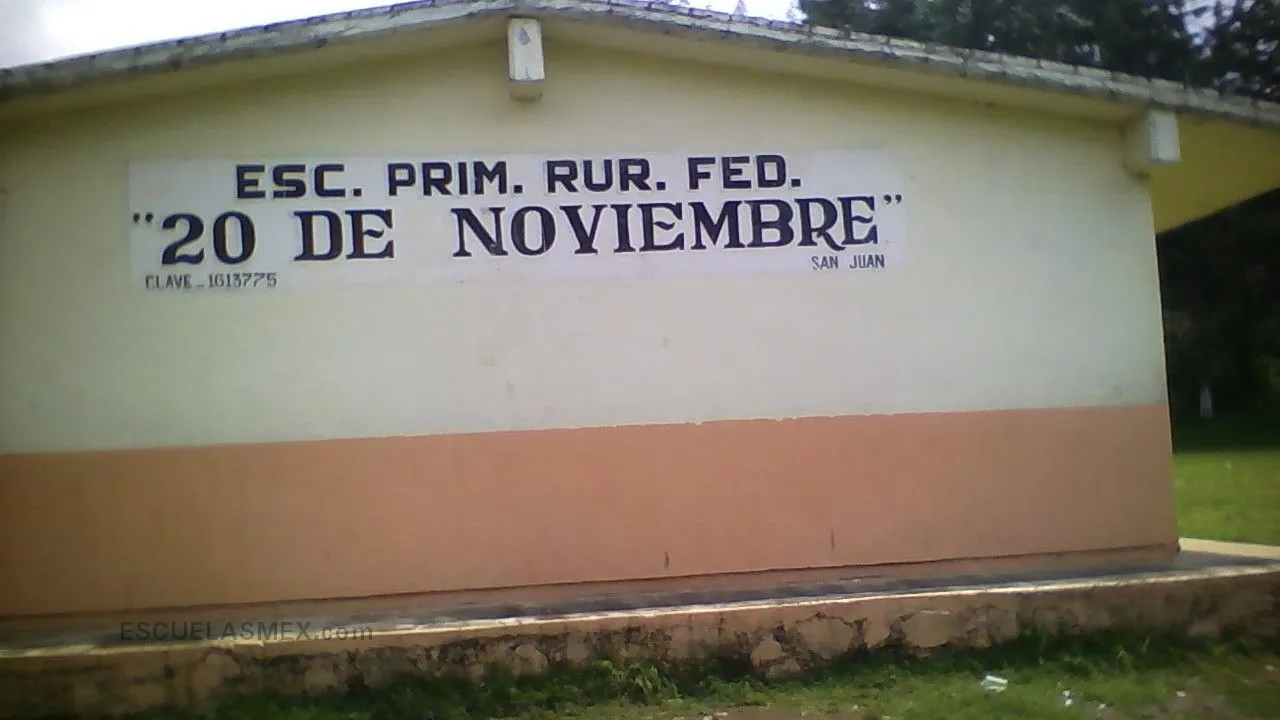 ESC. PRIM. RUR. FED.
"20 DE NOVIEMBRE"
SAN JUAN
CLAVE - 1613775
ESCUELASMEX.com